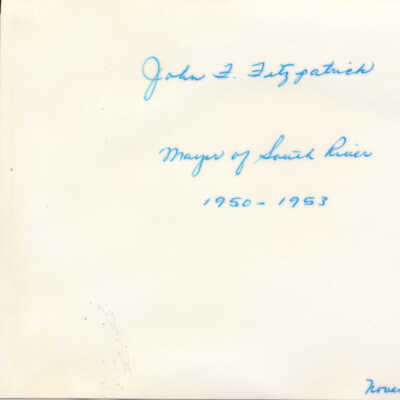 John F. Fitzpatrick
Mayor of South River
1950 - 1953